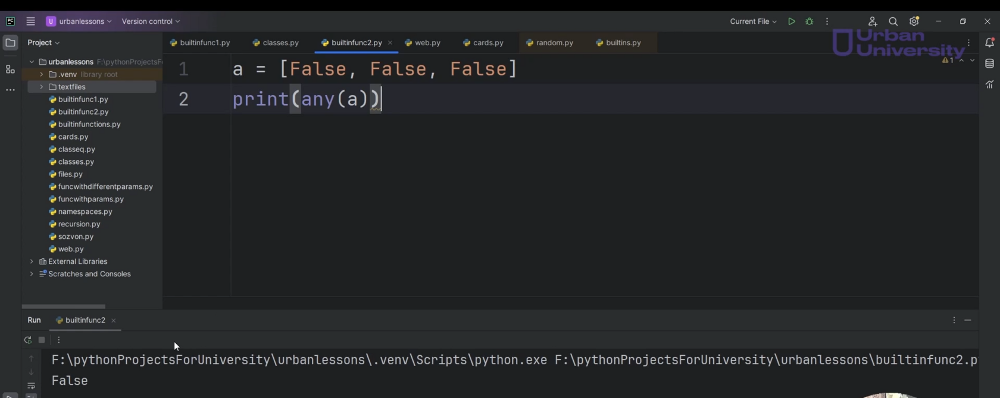 PC
U urbanlessons
Version control
Current File
Project
builtinfunc1.py
classes.py
builtinfunc2.py
web.py
cards.py
random.py
builtins.py
Urban
University
urbanlessons F:\pythonProjectsF
.venv library root
textfiles
builtinfunc1.py
builtinfunc2.py
builtinfunctions.py
cards.py
classeq.py
classes.py
files.py
funcwithdifferentparams.py
funcwithparams.py
namespaces.py
recursion.py
sozvon.py
web.py
External Libraries
Scratches and Consoles
1 a = [False, False, False]
2 print(any(a))
1
Run
builtinfunc2
F:\pythonProjectsForUniversity\urbanlessons\.venv\Scripts\python.exe F:\pythonProjectsForUniversity\urbanlessons\builtinfunc2.p
False